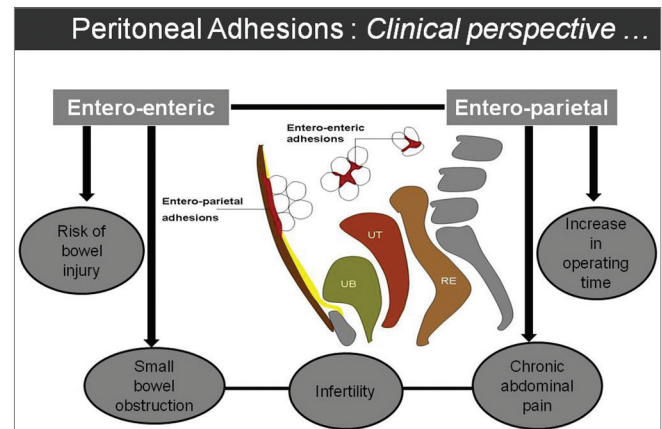 Peritoneal Adhesions : Clinical perspective ...
Entero-enteric
Entero-parietal
Entero-enteric
adhesions
Entero-parietal
adhesions
Risk of
bowel
injury
Increase in
operating
time
UT
UB
RE
Small
bowel
obstruction
Infertility
Chronic
abdominal
pain